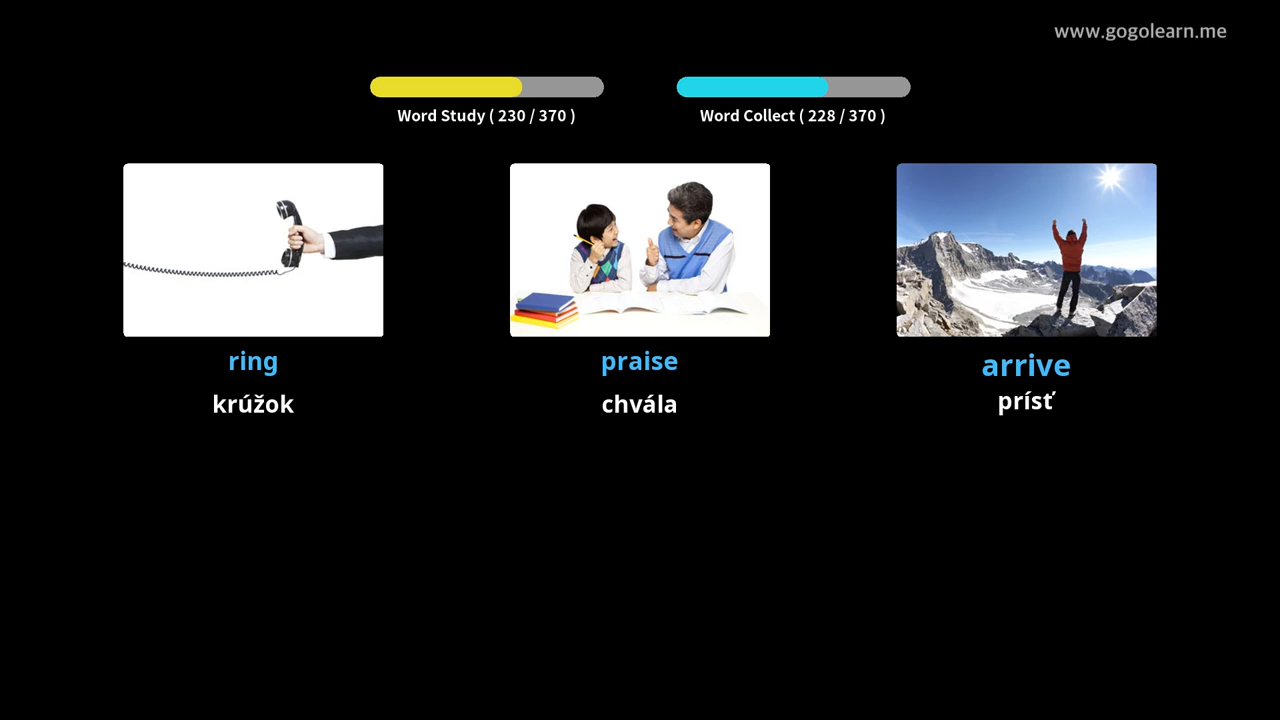 www.gogolearn.me
Word Study ( 230 / 370 )
Word Collect ( 228 / 370 )
ring
krúžok
praise
chvála
arrive
prísť